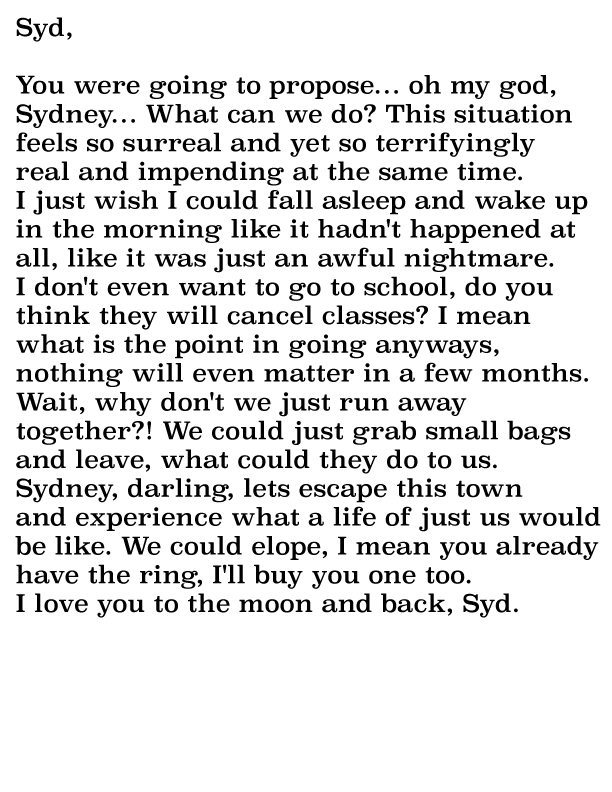 Syd,
You were going to propose... oh my god,
Sydney... What can we do? This situation
feels so surreal and yet so terrifyingly
real and impending at the same time.
I just wish I could fall asleep and wake up
in the morning like it hadn't happened at
all, like it was just an awful nightmare.
I don't even want to go to school, do you
think they will cancel classes? I mean
what is the point in going anyways,
nothing will even matter in a few months.
Wait, why don't we just run away
together?! We could just grab small bags
and leave, what could they do to us.
Sydney, darling, lets escape this town
and experience what a life of just us would
be like. We could elope, I mean you already
have the ring, I'll buy you one too.
I love you to the moon and back, Syd.